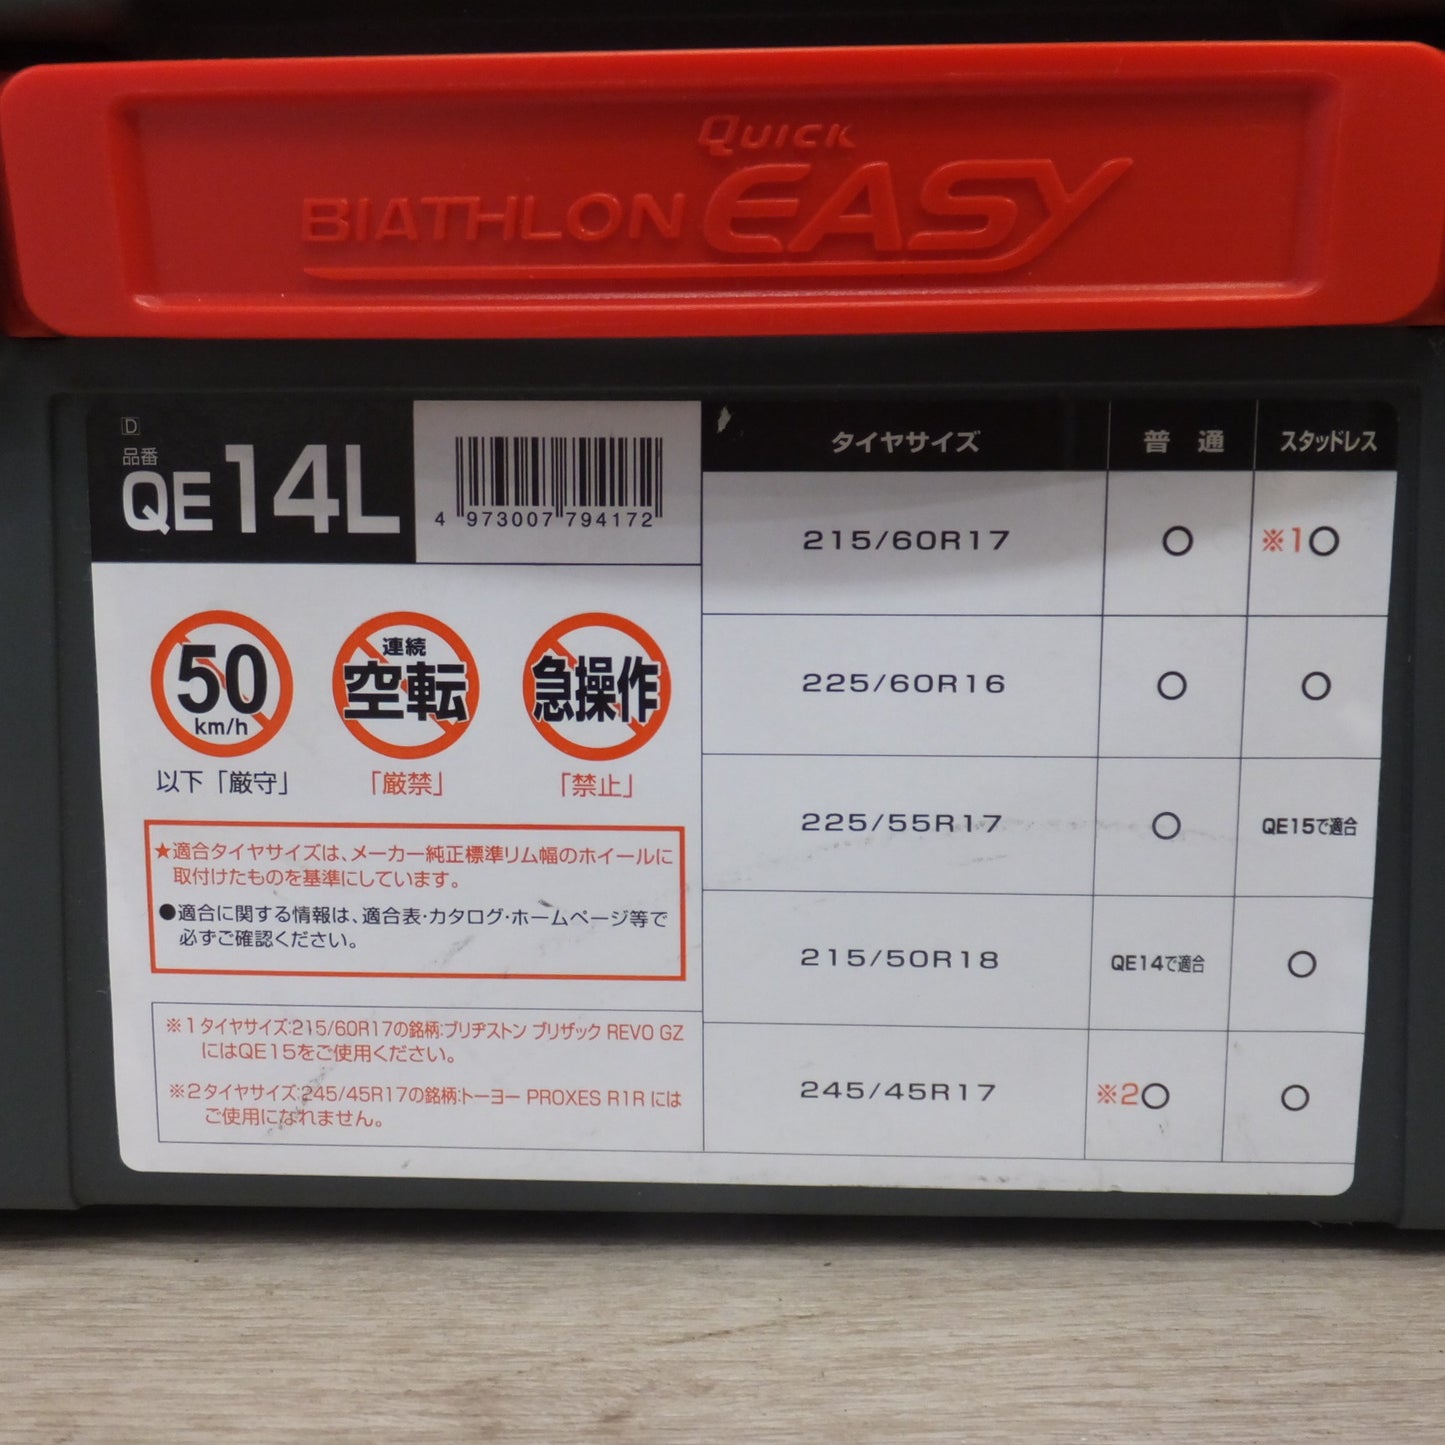 QUICK
BIATHLON EASY
D
品番
QE14L
4 973007 794172
50
km/h
以下「厳守」
連続
空転
「厳禁」
急操作
「禁止」
★適合タイヤサイズは、メーカー純正標準リム幅のホイールに
取付けたものを基準にしています。
●適合に関する情報は、適合表・カタログ・ホームページ等で
必ずご確認ください。
※1タイヤサイズ:215/60R17の銘柄:ブリヂストン ブリザック REVO GZ
にはQE15をご使用ください。
※2タイヤサイズ:245/45R17の銘柄:トーヨー PROXES R1R には
ご使用になれません。
タイヤサイズ 普通 スタッドレス
215/60R17 ○ ※1○
225/60R16 ○ ○
225/55R17 ○ QE15で適合
215/50R18 QE14で適合 ○
245/45R17 ※2○ ○